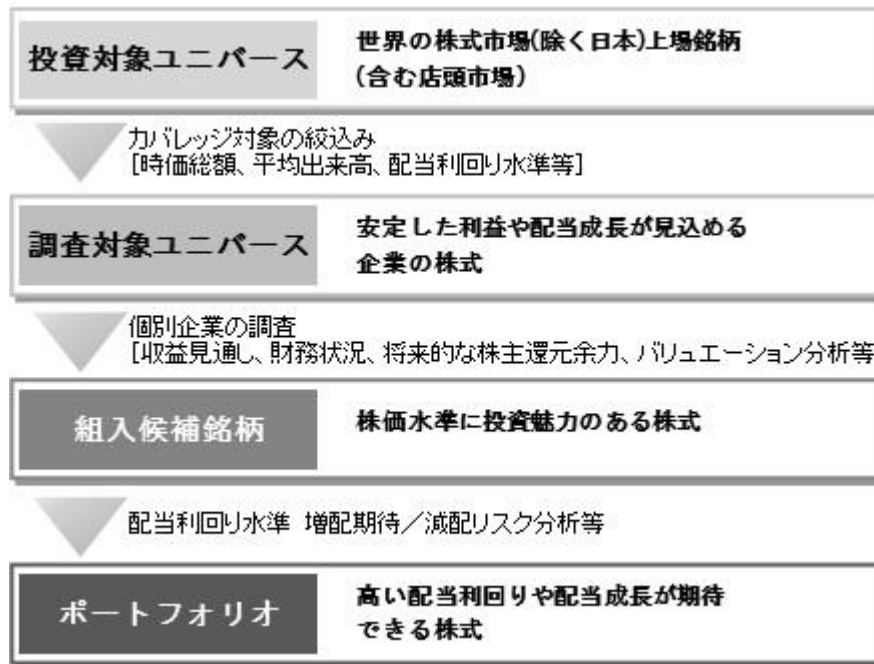 投資対象ユニバース
世界の株式市場(除く日本)上場銘柄
(含む店頭市場)
カバレッジ対象の絞込み
[時価総額、平均出来高、配当利回り水準等]
調査対象ユニバース
安定した利益や配当成長が見込める
企業の株式
個別企業の調査
[収益見通し、財務状況、将来的な株主還元余力、バリュエーション分析等
組入候補銘柄
株価水準に投資魅力のある株式
配当利回り水準 増配期待／減配リスク分析等
ポートフォリオ
高い配当利回りや配当成長が期待
できる株式